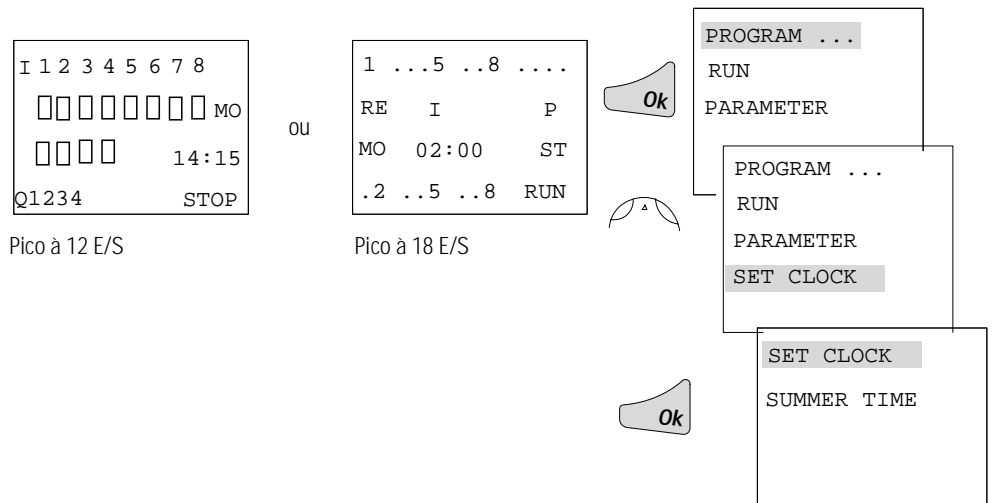 I 1 2 3 4 5 6 7 8
MO
14:15
Q1234 STOP
Pico à 12 E/S
ou
1 ...5 ..8 ....
RE I P
MO 02:00 ST
.2 ..5 ..8 RUN
Pico à 18 E/S
Ok
PROGRAM ...
RUN
PARAMETER
PROGRAM ...
RUN
PARAMETER
SET CLOCK
Ok
SET CLOCK
SUMMER TIME